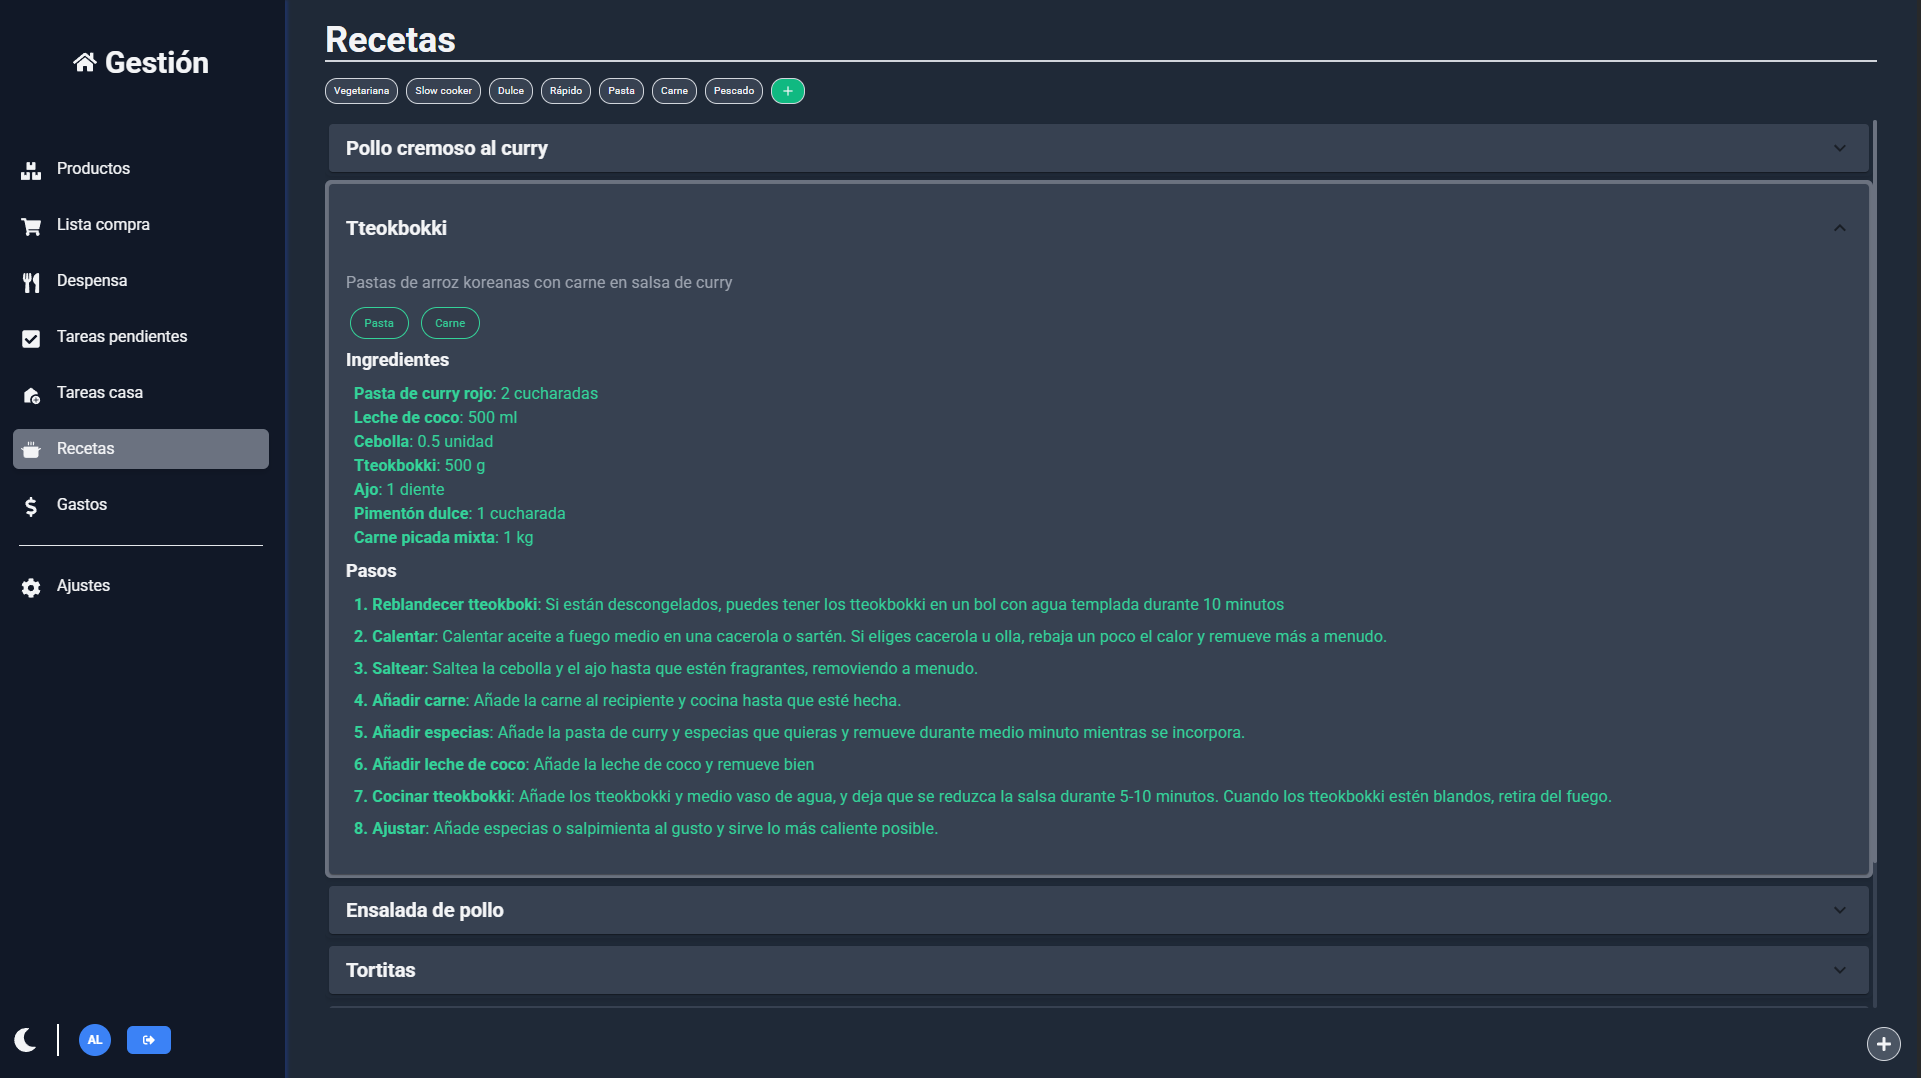 Gestión
Productos
Lista compra
Despensa
Tareas pendientes
Tareas casa
Recetas
Gastos
Ajustes
AL
Recetas
Vegetariana Slow cooker Dulce Rápido Pasta Carne Pescado +
Pollo cremoso al curry
Tteokbokki
Pastas de arroz koreanas con carne en salsa de curry
Pasta Carne
Ingredientes
Pasta de curry rojo: 2 cucharadas
Leche de coco: 500 ml
Cebolla: 0.5 unidad
Tteokbokki: 500 g
Ajo: 1 diente
Pimentón dulce: 1 cucharada
Carne picada mixta: 1 kg
Pasos
1. Reblandecer tteokboki: Si están descongelados, puedes tener los tteokbokki en un bol con agua templada durante 10 minutos
2. Calentar: Calentar aceite a fuego medio en una cacerola o sartén. Si eliges cacerola u olla, rebaja un poco el calor y remueve más a menudo.
3. Saltear: Saltea la cebolla y el ajo hasta que estén fragrantes, removiendo a menudo.
4. Añadir carne: Añade la carne al recipiente y cocina hasta que esté hecha.
5. Añadir especias: Añade la pasta de curry y especias que quieras y remueve durante medio minuto mientras se incorpora.
6. Añadir leche de coco: Añade la leche de coco y remueve bien
7. Cocinar tteokbokki: Añade los tteokbokki y medio vaso de agua, y deja que se reduzca la salsa durante 5-10 minutos. Cuando los tteokbokki estén blandos, retira del fuego.
8. Ajustar: Añade especias o salpimienta al gusto y sirve lo más caliente posible.
Ensalada de pollo
Tortitas